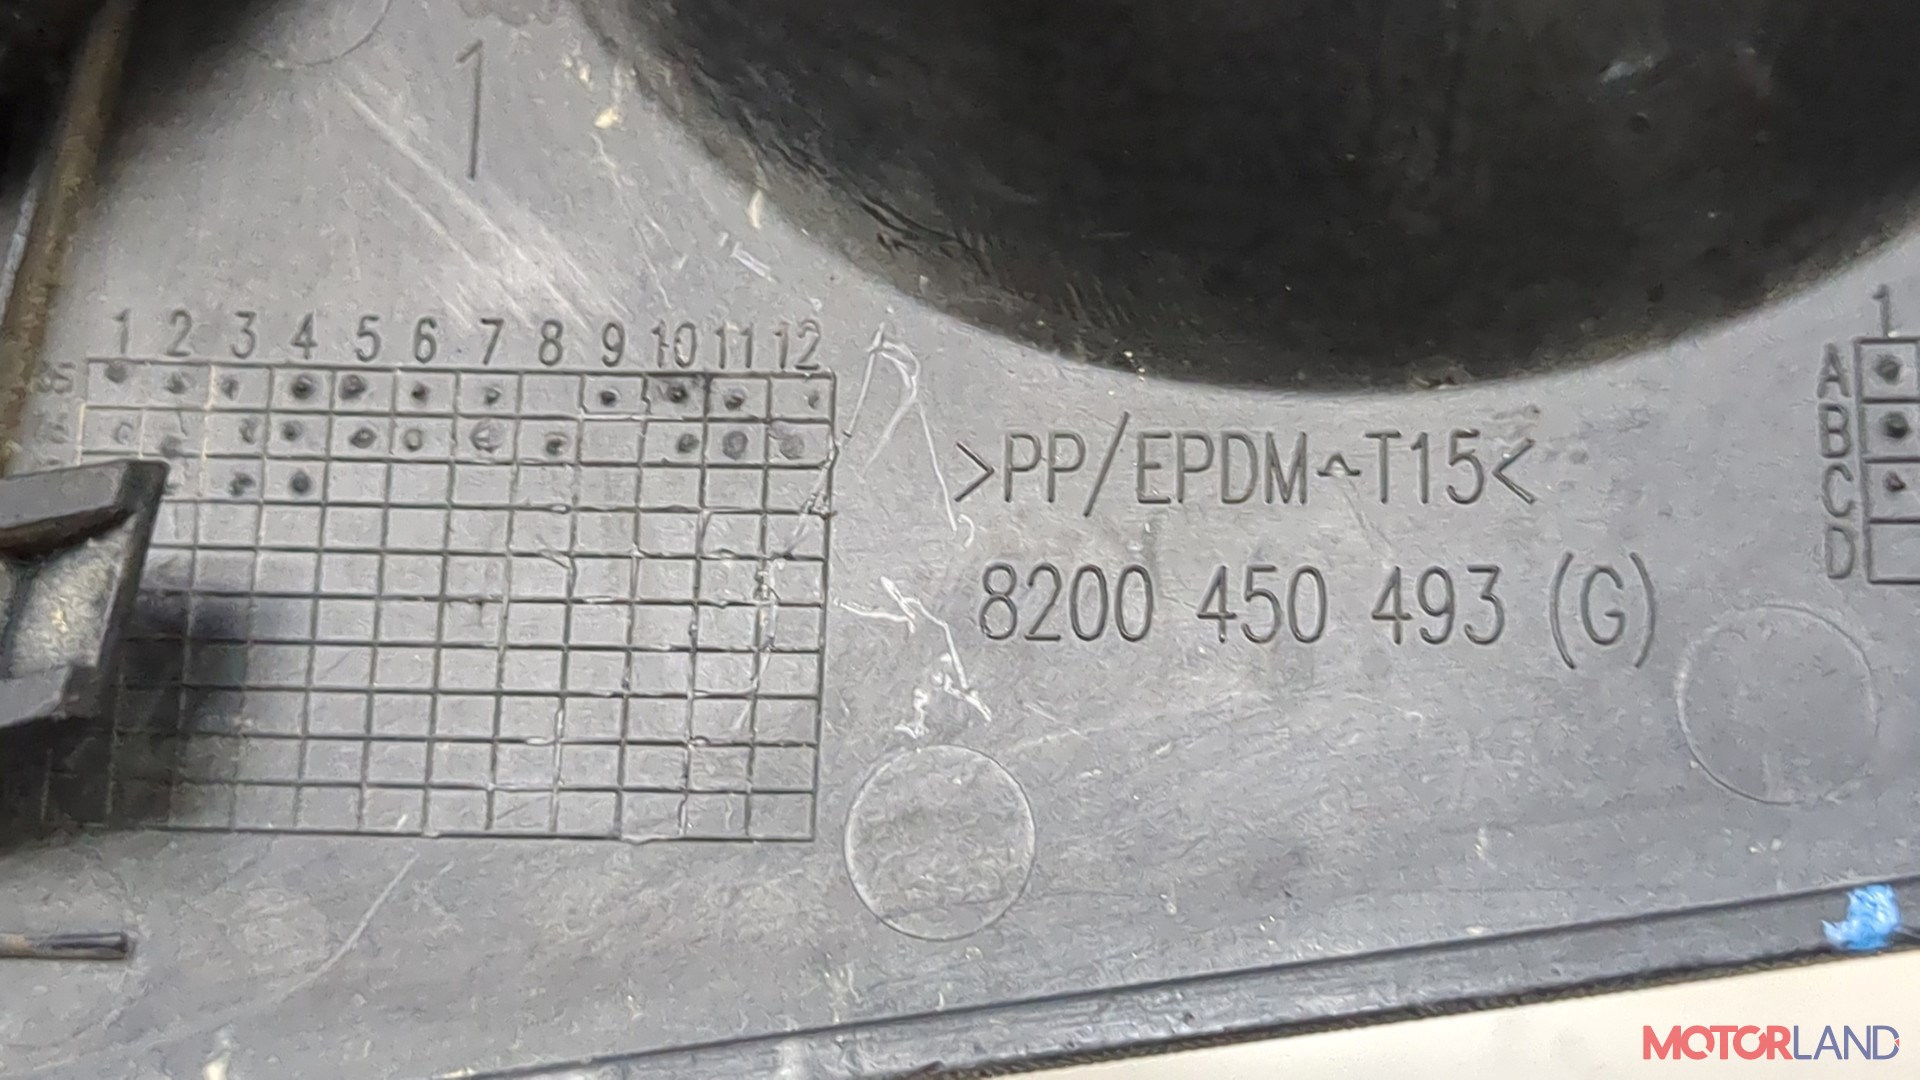 1
1 2 3 4 5 6 7 8 9 10 11 12
>PP/EPDM-T15<
8200 450 493 (G)
1
A
B
C
D
MOTORLAND